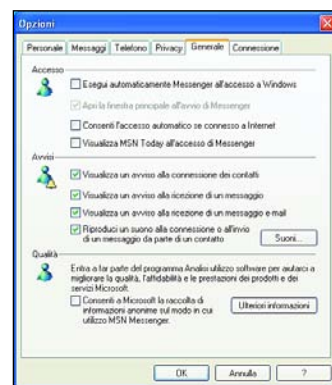 Opzioni
Personale Messaggi Telefono Privacy Generale Connessione
Accesso
Esegui automaticamente Messenger all'accesso a Windows
Apri la finestra principale all'avvio di Messenger
Consenti l'accesso automatico se connesso a Internet
Visualizza MSN Today all'accesso di Messenger
Avvisi
Visualizza un avviso alla connessione dei contatti
Visualizza un avviso alla ricezione di un messaggio
Visualizza un avviso alla ricezione di un messaggio e-mail
Riproduci un suono alla connessione o all'invio
di un messaggio da parte di un contatto
Suoni...
Qualità
Entra a far parte del programma Analisi utilizzo software per aiutarci a
migliorare la qualità, l'affidabilità e le prestazioni dei prodotti e dei
servizi Microsoft.
Consenti a Microsoft la raccolta di
informazioni anonime sul modo in cui
utilizzo MSN Messenger.
Ulteriori informazioni
OK Annulla ?